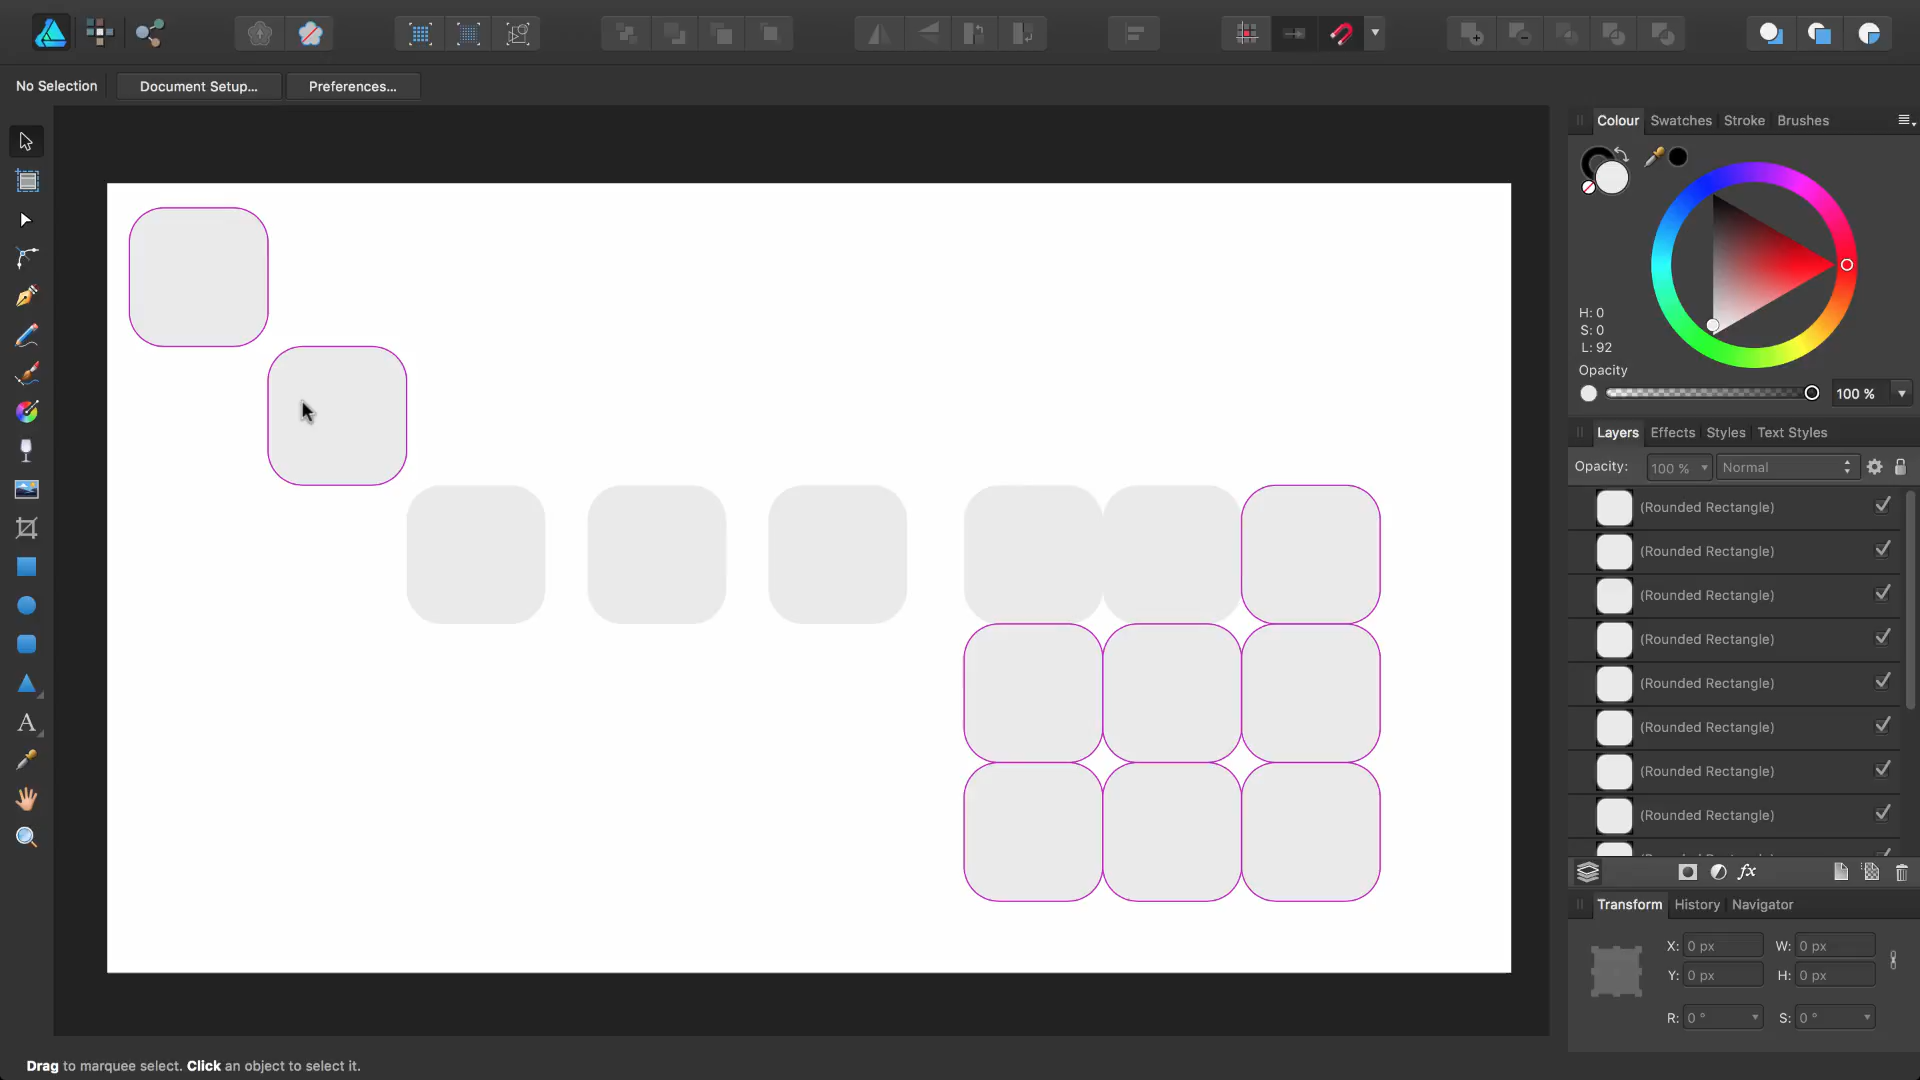 No Selection
Document Setup...
Preferences...
Colour
Swatches
Stroke
Brushes
H: 0
S: 0
L: 92
Opacity
100 %
Layers
Effects
Styles
Text Styles
Opacity:
100 %
Normal
(Rounded Rectangle)
(Rounded Rectangle)
(Rounded Rectangle)
(Rounded Rectangle)
(Rounded Rectangle)
(Rounded Rectangle)
(Rounded Rectangle)
(Rounded Rectangle)
fx
Transform
History
Navigator
X: 0 px
W: 0 px
Y: 0 px
H: 0 px
R: 0 °
S: 0 °
Drag to marquee select. Click an object to select it.